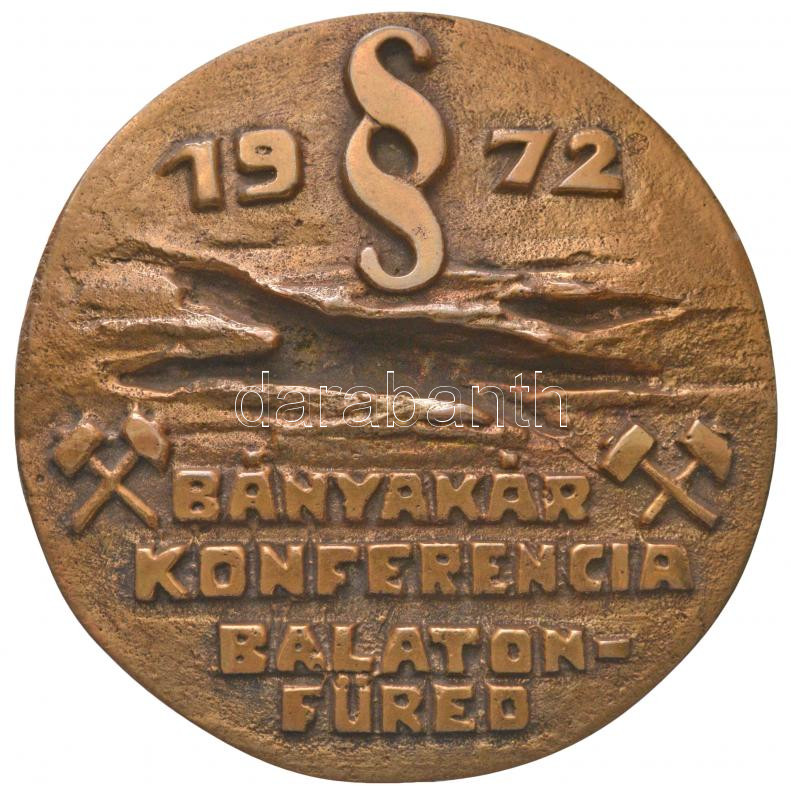 19 § 72
darabanth
BÁNYAKÁR
KONFERENCIA
BALATON-
FÜRED